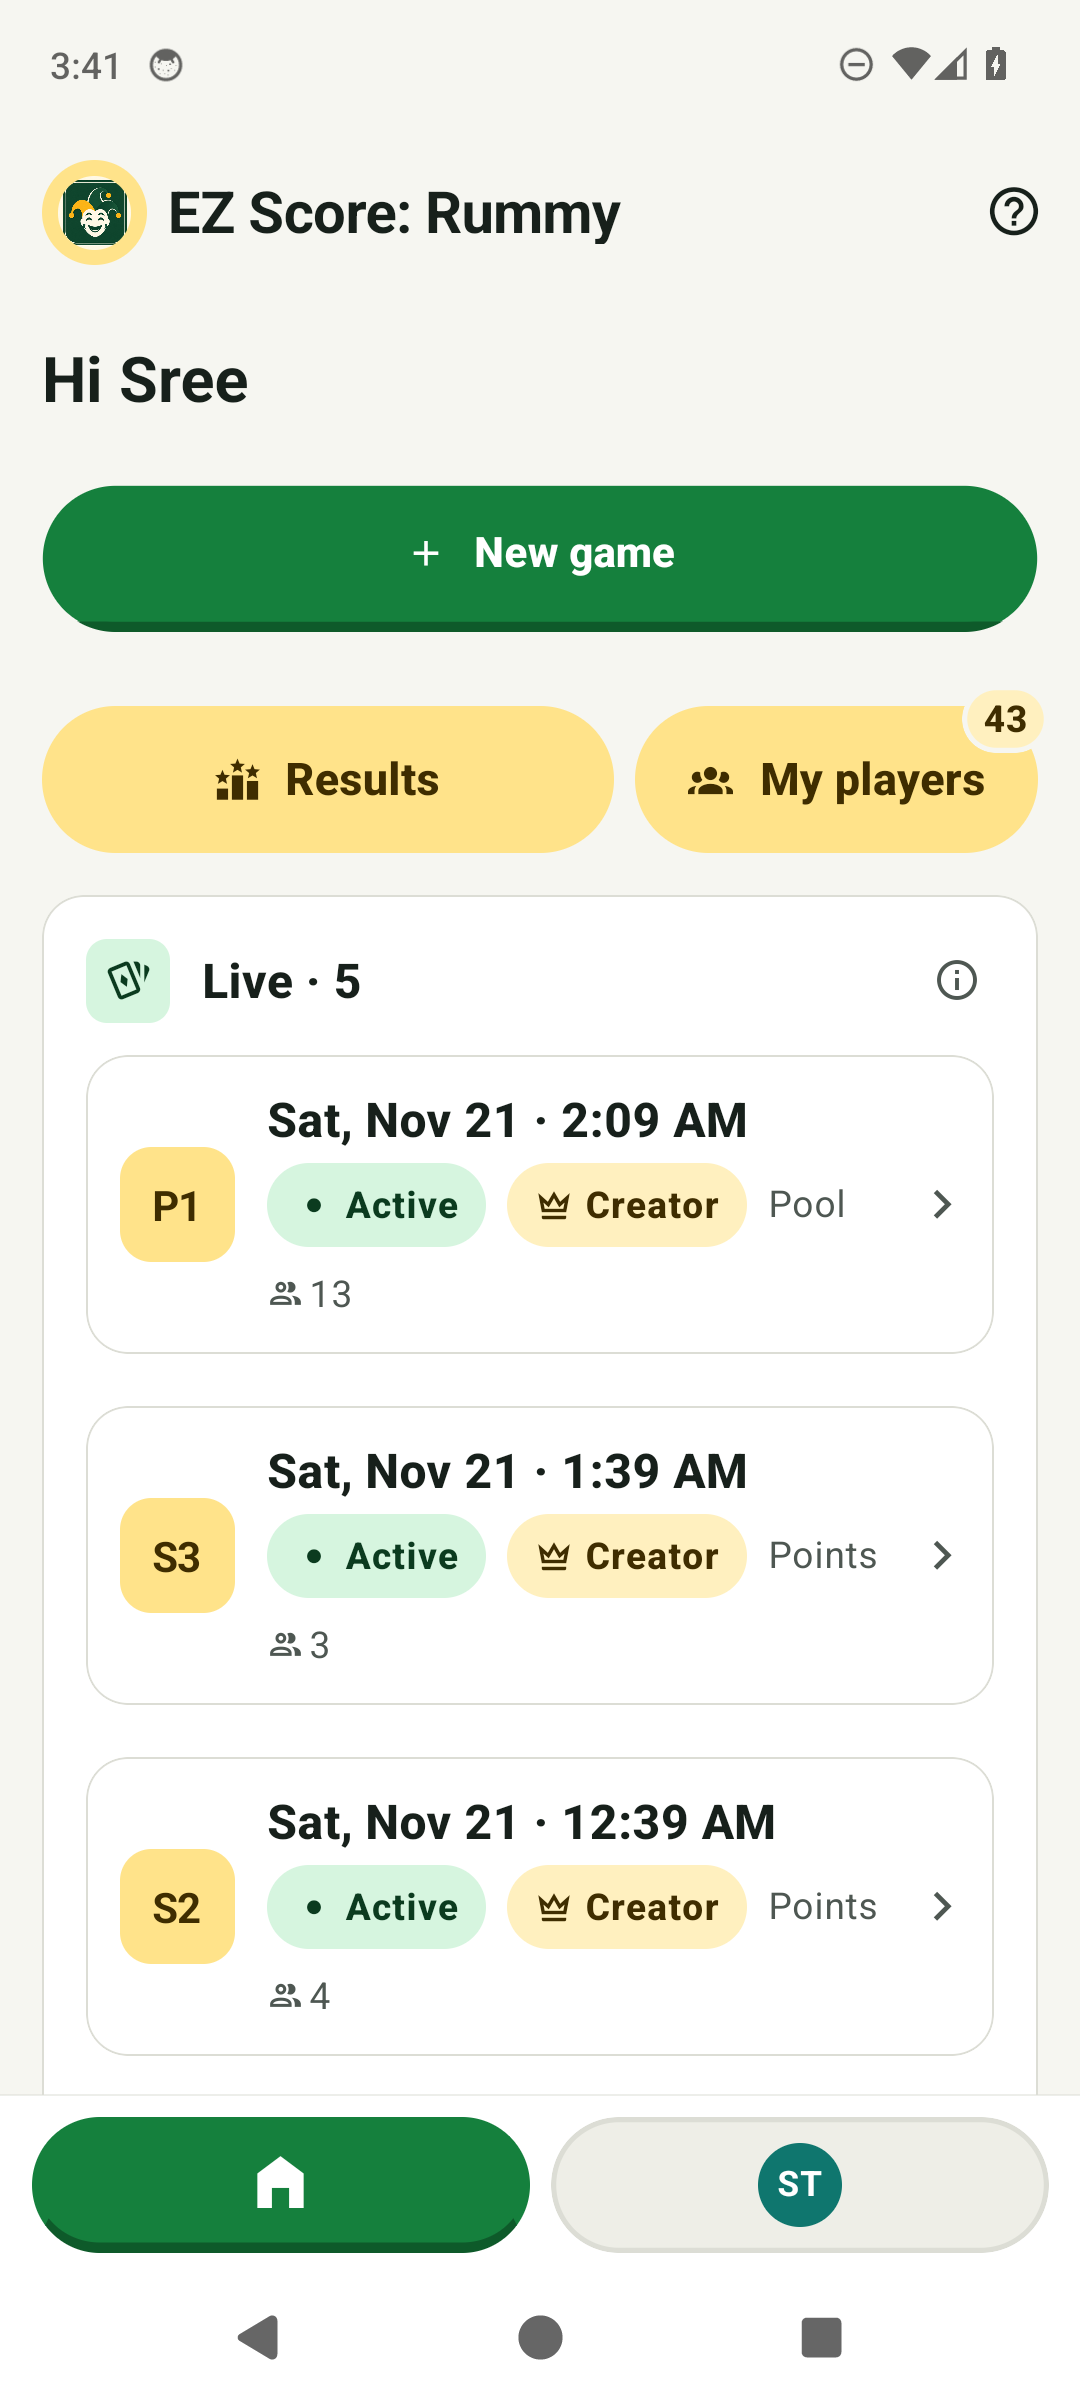 3:41
EZ Score: Rummy
Hi Sree
+ New game
43
Results
My players
Live · 5
Sat, Nov 21 · 2:09 AM
P1
• Active
Creator
Pool
13
Sat, Nov 21 · 1:39 AM
S3
• Active
Creator
Points
3
Sat, Nov 21 · 12:39 AM
S2
• Active
Creator
Points
4
ST